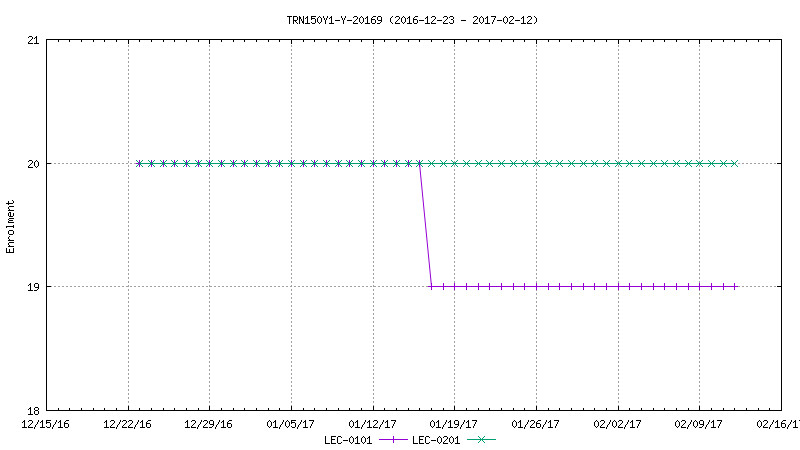 TRN150Y1-Y-20169 (2016-12-23 - 2017-02-12)
21
20
19
18
Enrolment
12/15/16 12/22/16 12/29/16 01/05/17 01/12/17 01/19/17 01/26/17 02/02/17 02/09/17 02/16/1
LEC-0101 LEC-0201